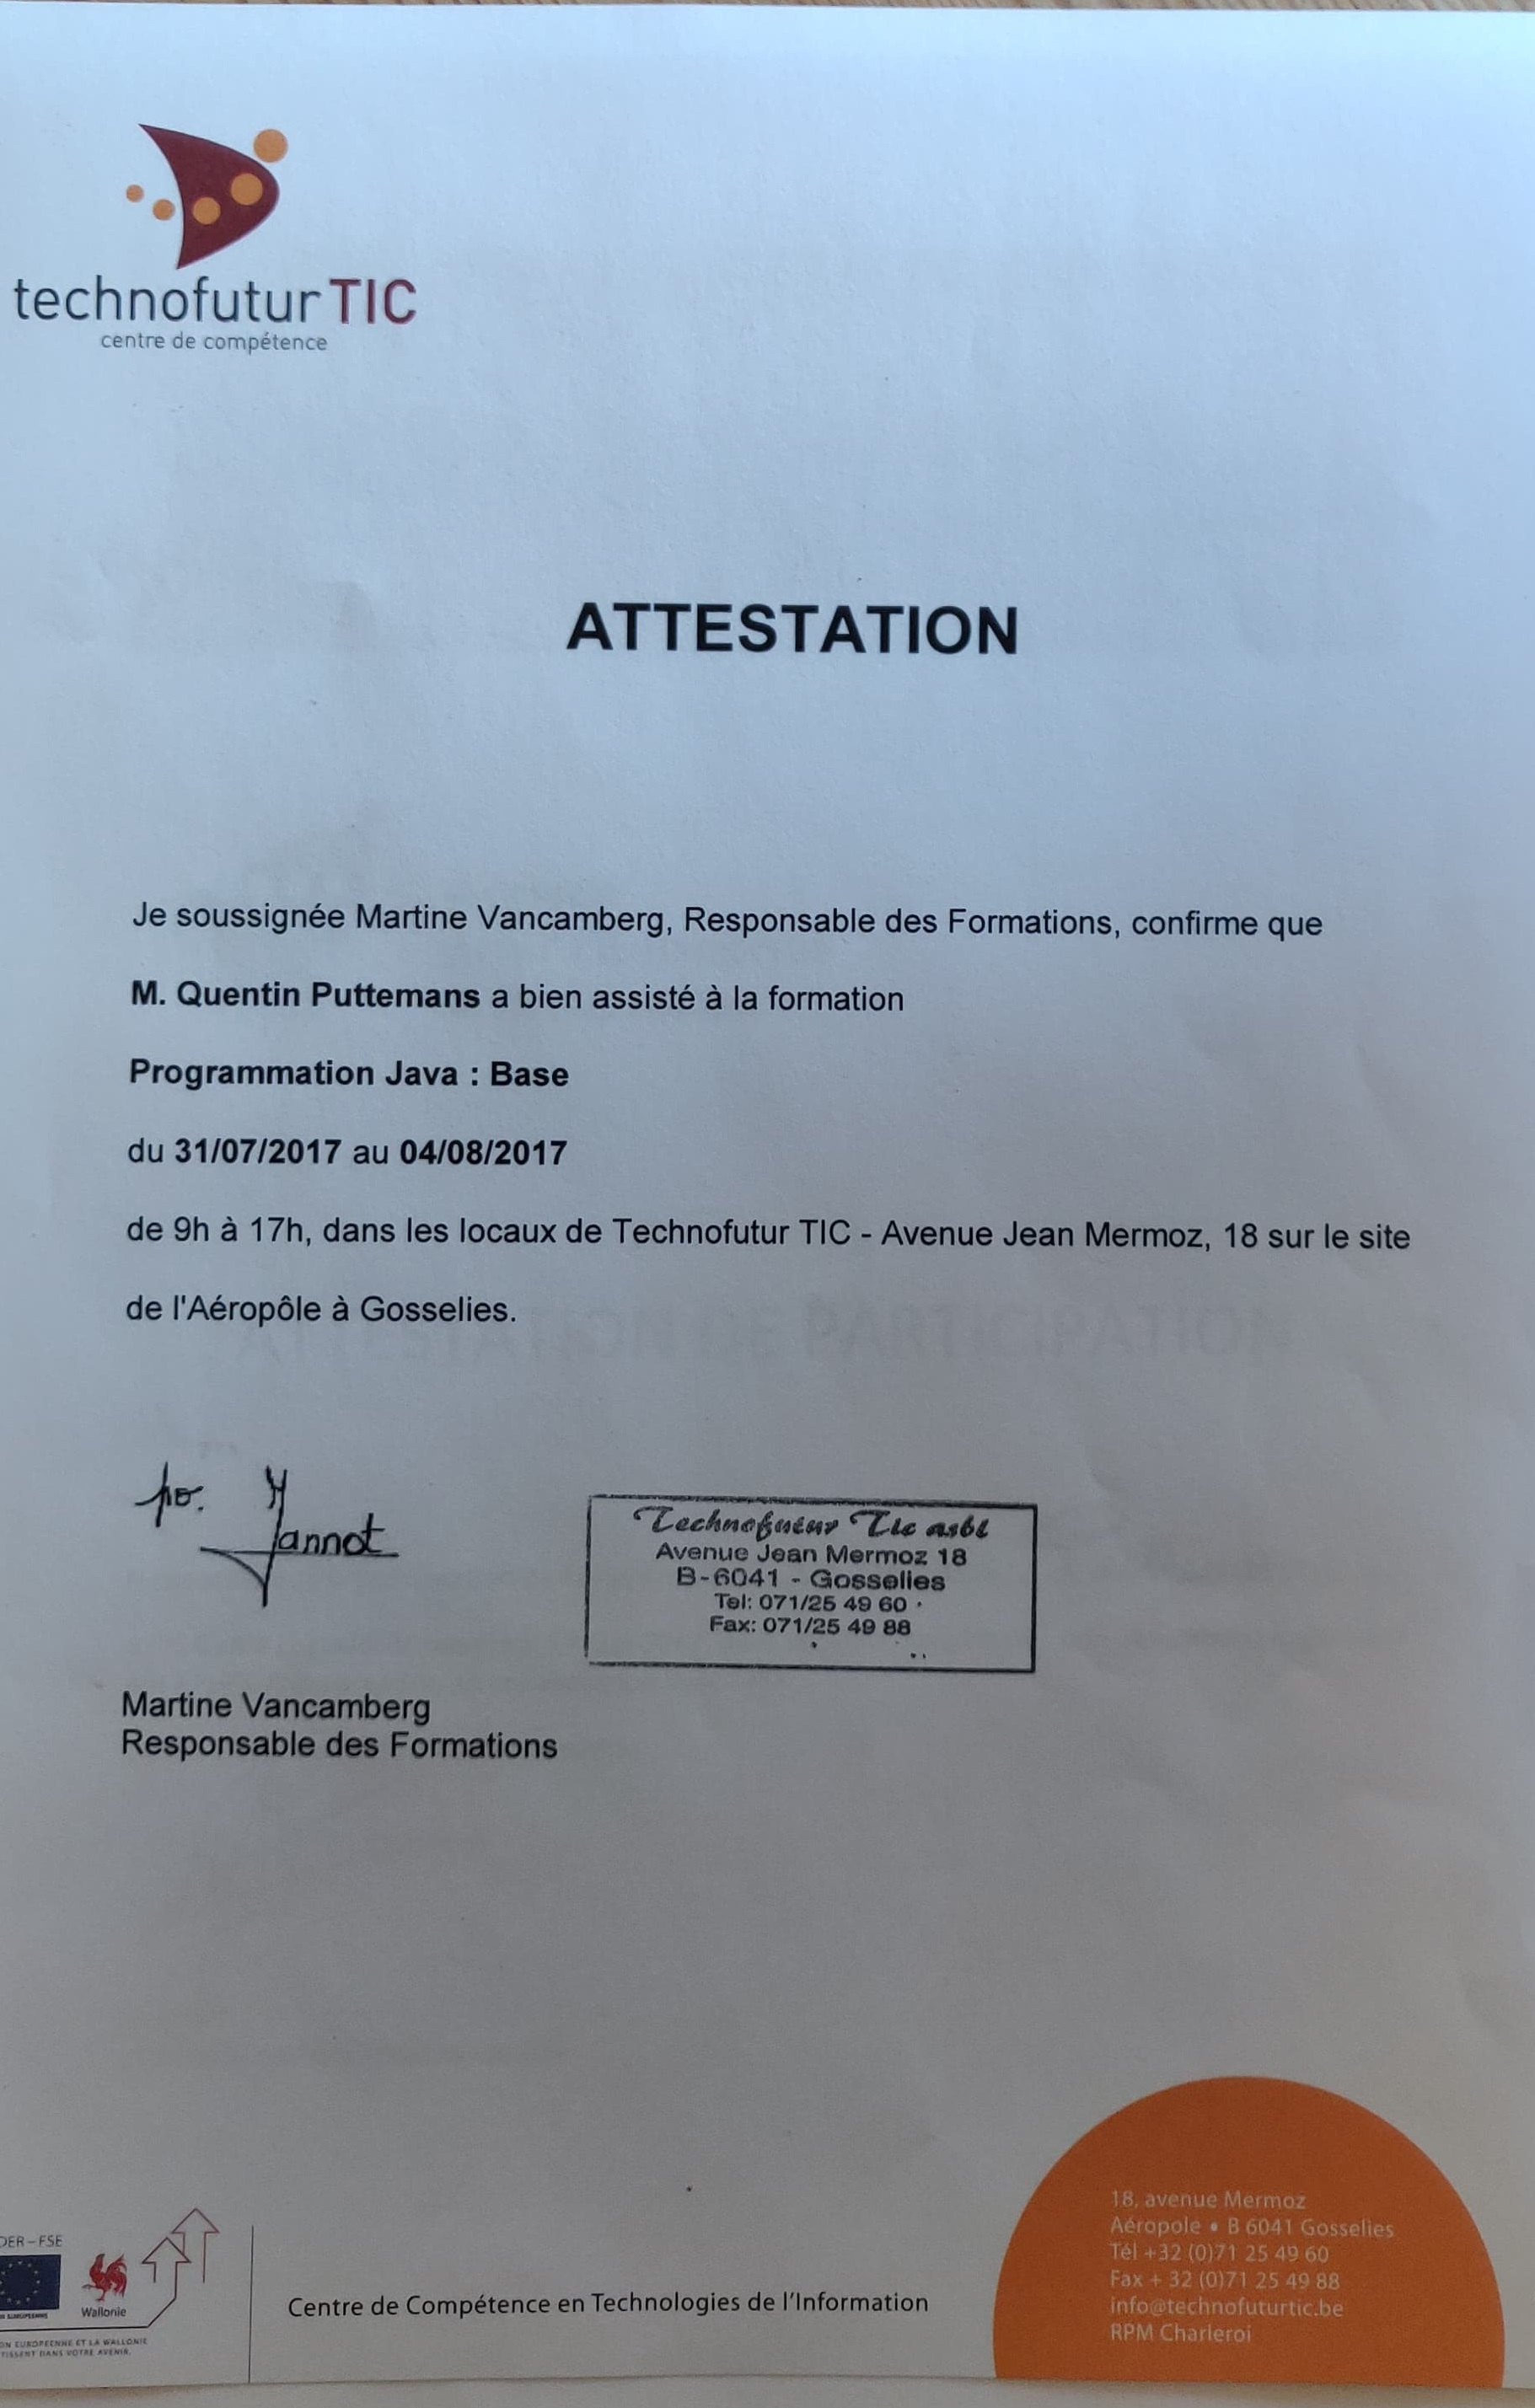 technofutur TIC
centre de compétence
ATTESTATION
Je soussignée Martine Vancamberg, Responsable des Formations, confirme que
M. Quentin Puttemans a bien assisté à la formation
Programmation Java : Base
du 31/07/2017 au 04/08/2017
de 9h à 17h, dans les locaux de Technofutur TIC - Avenue Jean Mermoz, 18 sur le site
de l'Aéropôle à Gosselies.
po.
Jannot
Technofutur Tic asbl
Avenue Jean Mermoz 18
B-6041 - Gosselies
Tel: 071/25 49 60
Fax: 071/25 49 88
Martine Vancamberg
Responsable des Formations
DER-FSE
Wallonie
ON EUROPEENNE ET LA WALLONIE
TISSENT DANS VOTRE AVENIR.
Centre de Compétence en Technologies de l'Information
18, avenue Mermoz
Aéropole • B 6041 Gosselies
Tél +32 (0)71 25 49 60
Fax + 32 (0)71 25 49 88
info@technofuturtic.be
RPM Charleroi